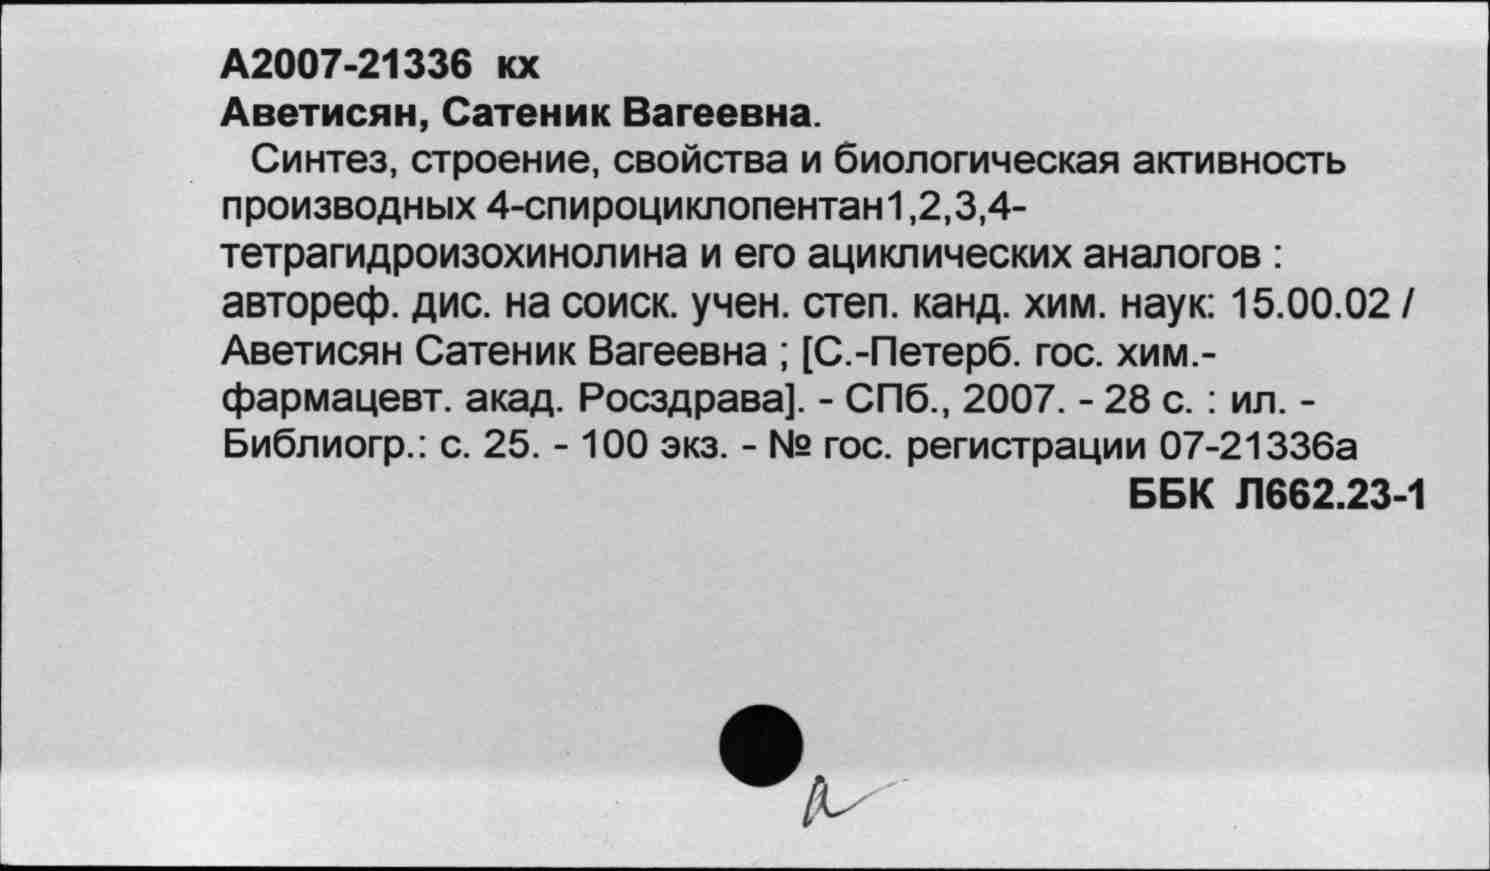 А2007-21336 кх
Аветисян, Сатеник Вагеевна.
Синтез, строение, свойства и биологическая активность
производных 4-спироциклопентан1,2,3,4-
тетрагидроизохинолина и его ациклических аналогов :
автореф. дис. на соиск. учен. степ. канд. хим. наук: 15.00.02 /
Аветисян Сатеник Вагеевна ; [С.-Петерб. гос. хим.-
фармацевт. акад. Росздрава]. - СПб., 2007. - 28 с. : ил. -
Библиогр.: с. 25. - 100 экз. - № гос. регистрации 07-21336а
ББК Л662.23-1
а